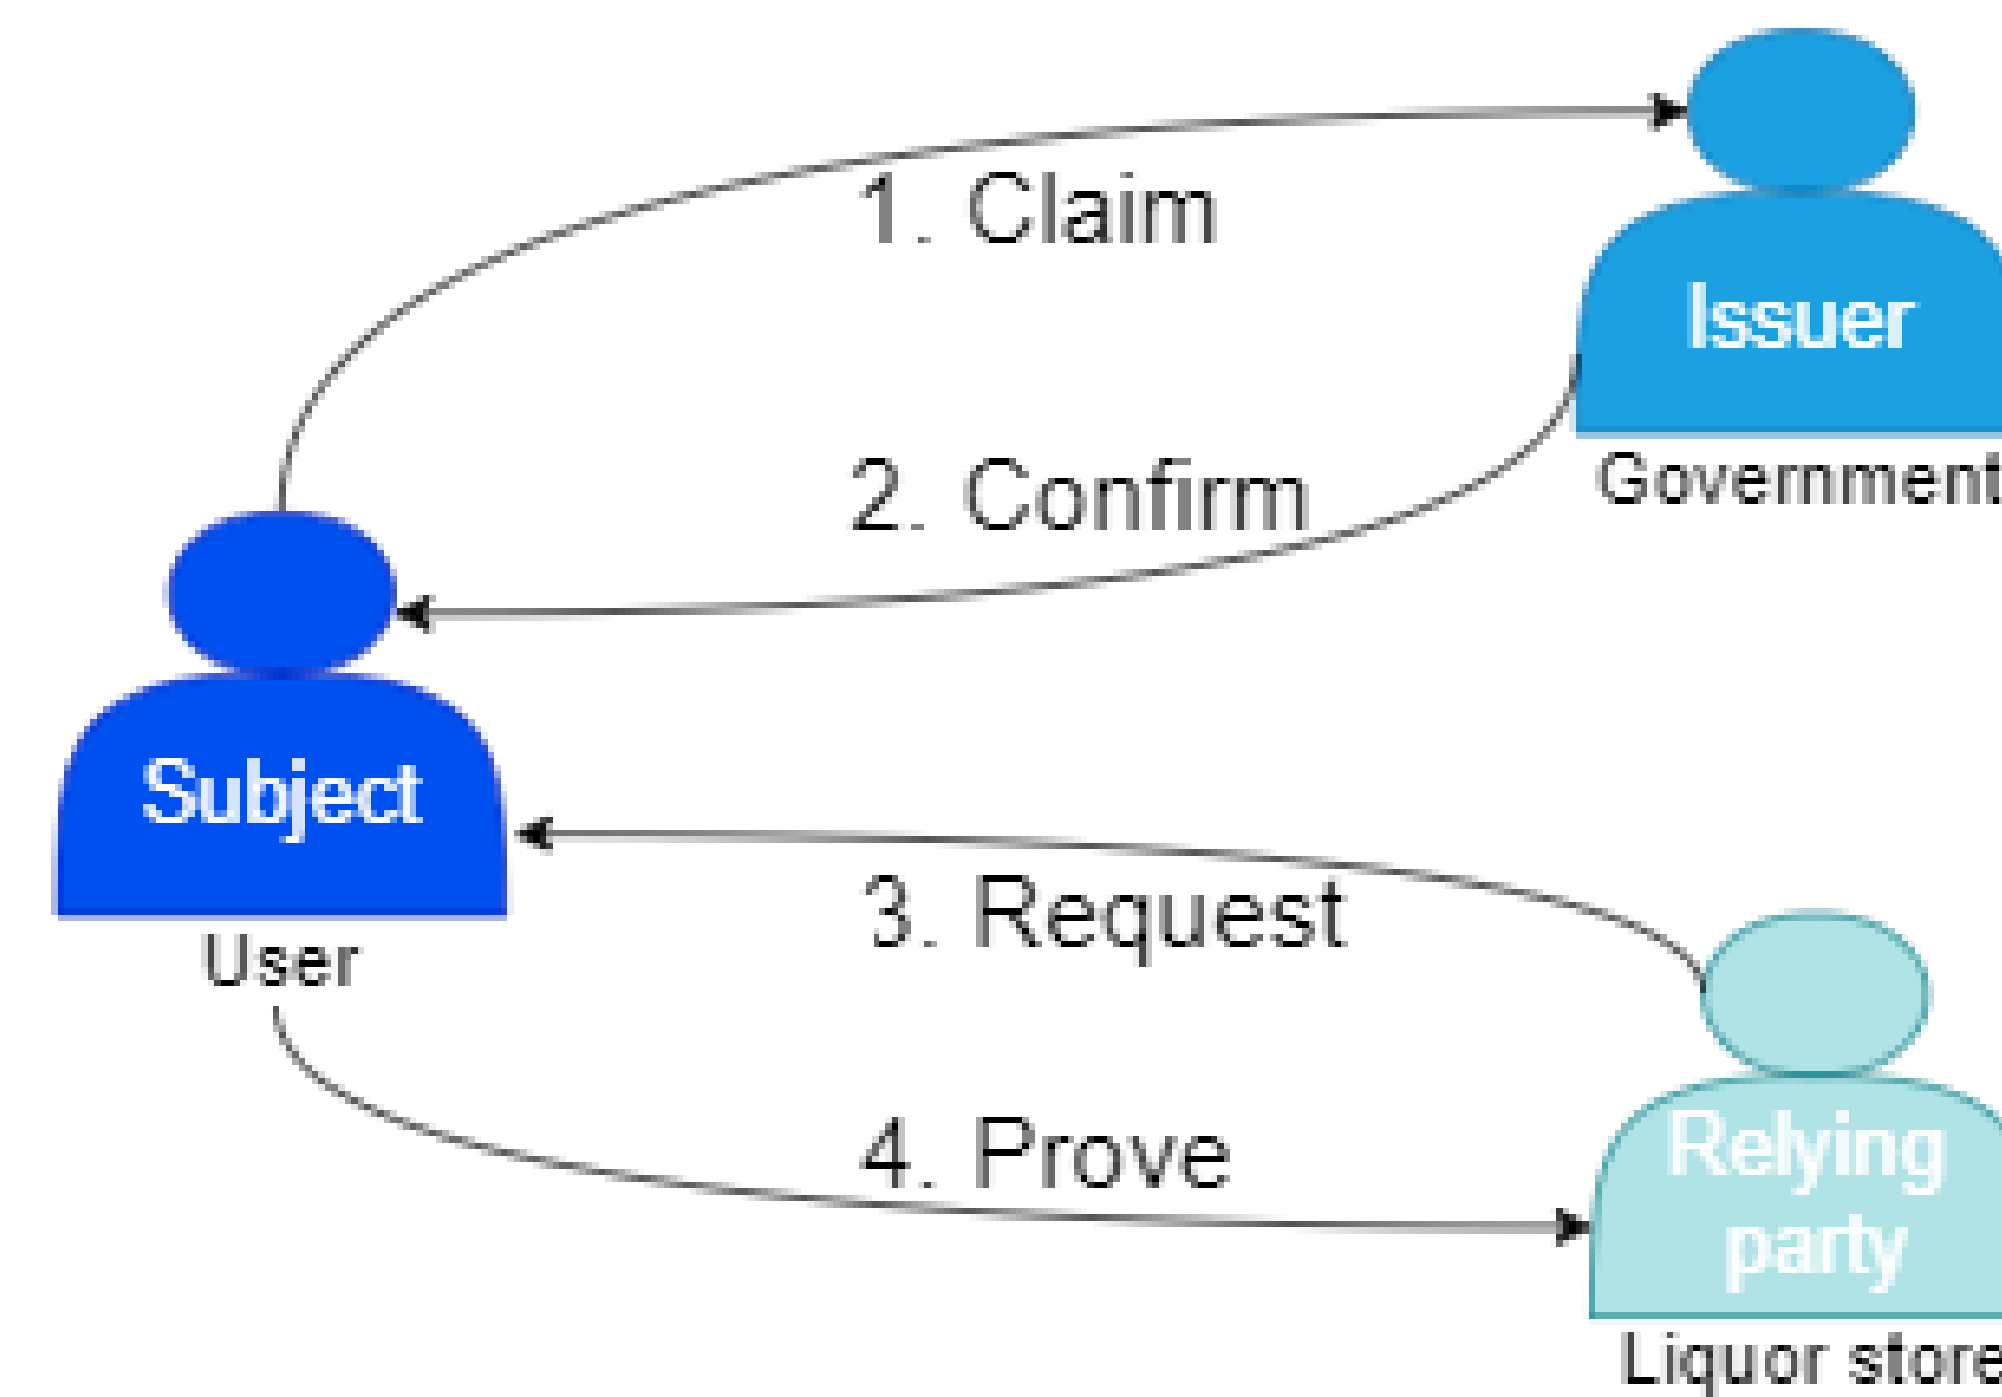 1. Claim
Issuer
Government
2. Confirm
Subject
User
3. Request
4. Prove
Relying
party
Liquor store